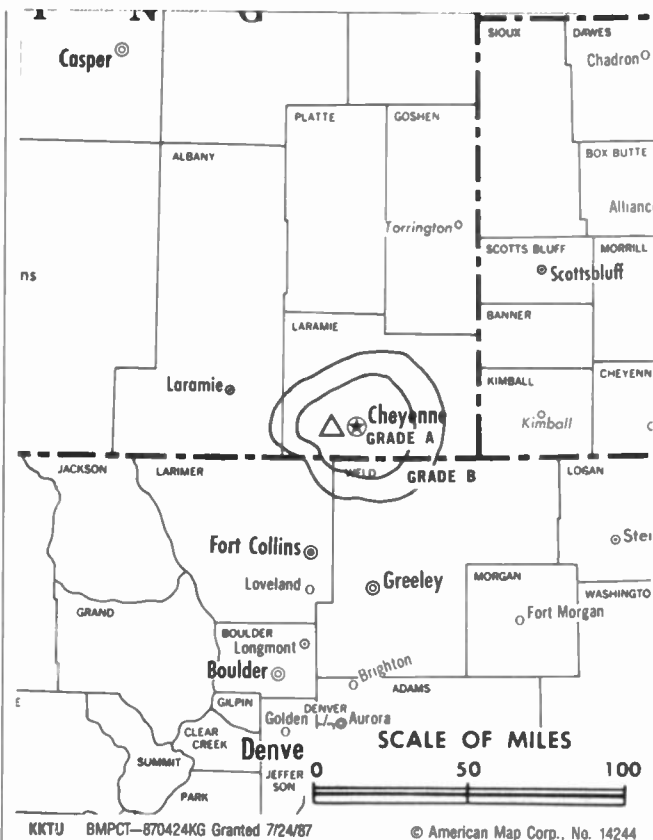 I N G
Casper
SIOUX
DAWES
Chadron
PLATTE
GOSHEN
ALBANY
BOX BUTTE
Allianc
Torrington
SCOTTS BLUFF
MORRILL
Scottsbluff
ns
BANNER
LARAMIE
KIMBALL
CHEYENN
Laramie
Cheyenne
Kimball
GRADE A
JACKSON
LARIMER
WELD
GRADE B
LOGAN
Fort Collins
Ster
Loveland
Greeley
MORGAN
WASHINGTO
GRAND
Fort Morgan
BOULDER
Longmont
Boulder
Brighton
ADAMS
GILPIN
DENVER
Golden
Aurora
CLEAR
CREEK
Denve
SCALE OF MILES
SUMMIT
JEFFER
SON
0 50 100
PARK
KKTU BMPCT—870424KG Granted 7/24/87
© American Map Corp., No. 14244